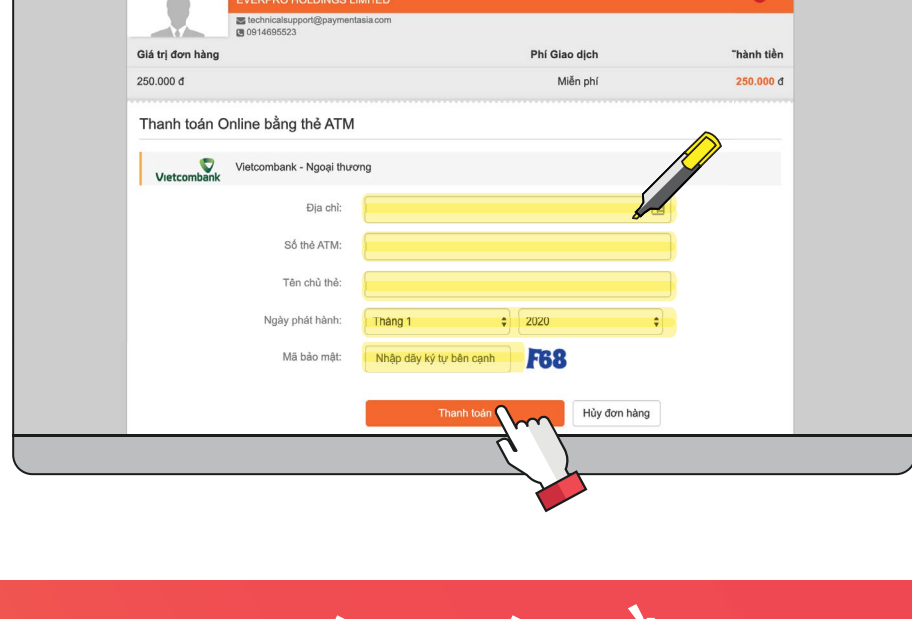 EVERPRO HOLDINGS LIMITED
technicalsupport@paymentasia.com
0914695523
Giá trị đơn hàng Phí Giao dịch hành tiền
250.000 đ Miễn phí 250.000 đ
Thanh toán Online bằng thẻ ATM
Vietcombank Vietcombank - Ngoại thương
Địa chỉ:
Số thẻ ATM:
Tên chủ thẻ:
Ngày phát hành: Tháng 1 2020
Mã bảo mật: Nhập dãy ký tự bên cạnh F68
Thanh toán Hủy đơn hàng